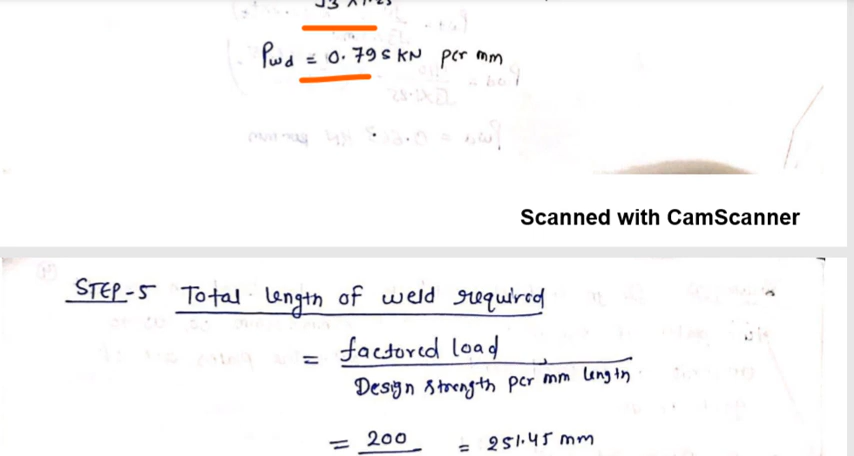 Pwd = 0.795 KN per mm
Scanned with CamScanner
STEP-5 Total length of weld required
= factored load
Design strength per mm length
= 200 = 251.45 mm